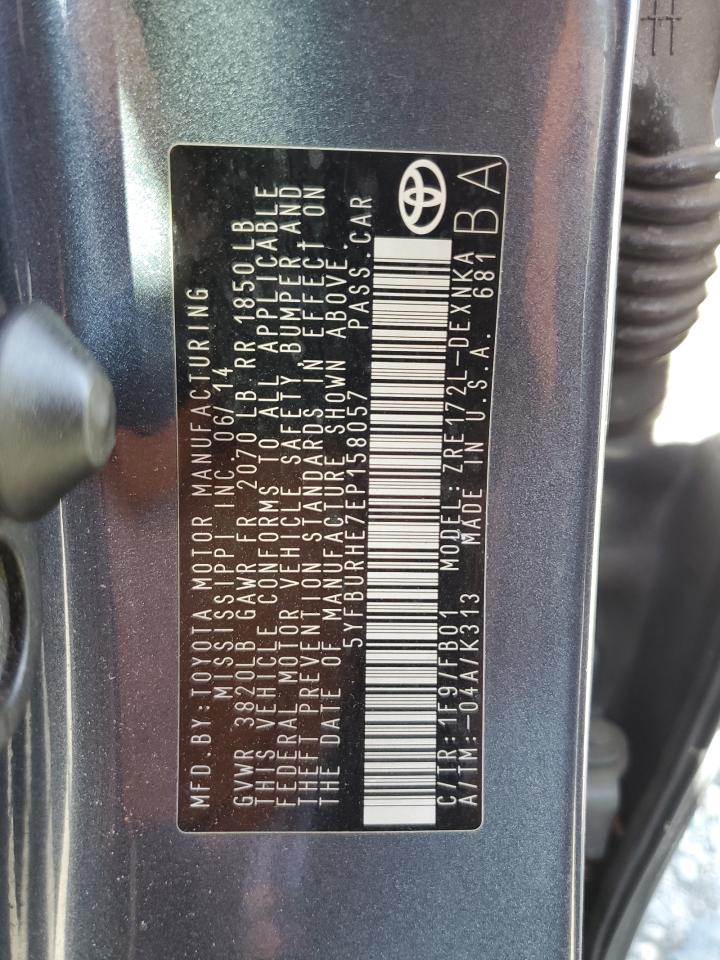 MFD. BY: TOYOTA MOTOR MANUFACTURING
MISSISSIPPI INC. 06/14
GVWR 3820LB GAWR FR 2070 LB RR 1850LB
THIS VEHICLE CONFORMS TO ALL APPLICABLE
FEDERAL MOTOR VEHICLE SAFETY, BUMPER AND
THEFT PREVENTION STANDARDS IN EFFECT ON
THE DATE OF MANUFACTURE SHOWN ABOVE.
5YFBURHE7EP158057 PASS. CAR
C/TR: 1F9/FB01 MODEL: ZRE172L-DEXNKA
A/TM: -04A/K313 MADE IN U.S.A. 681
BA